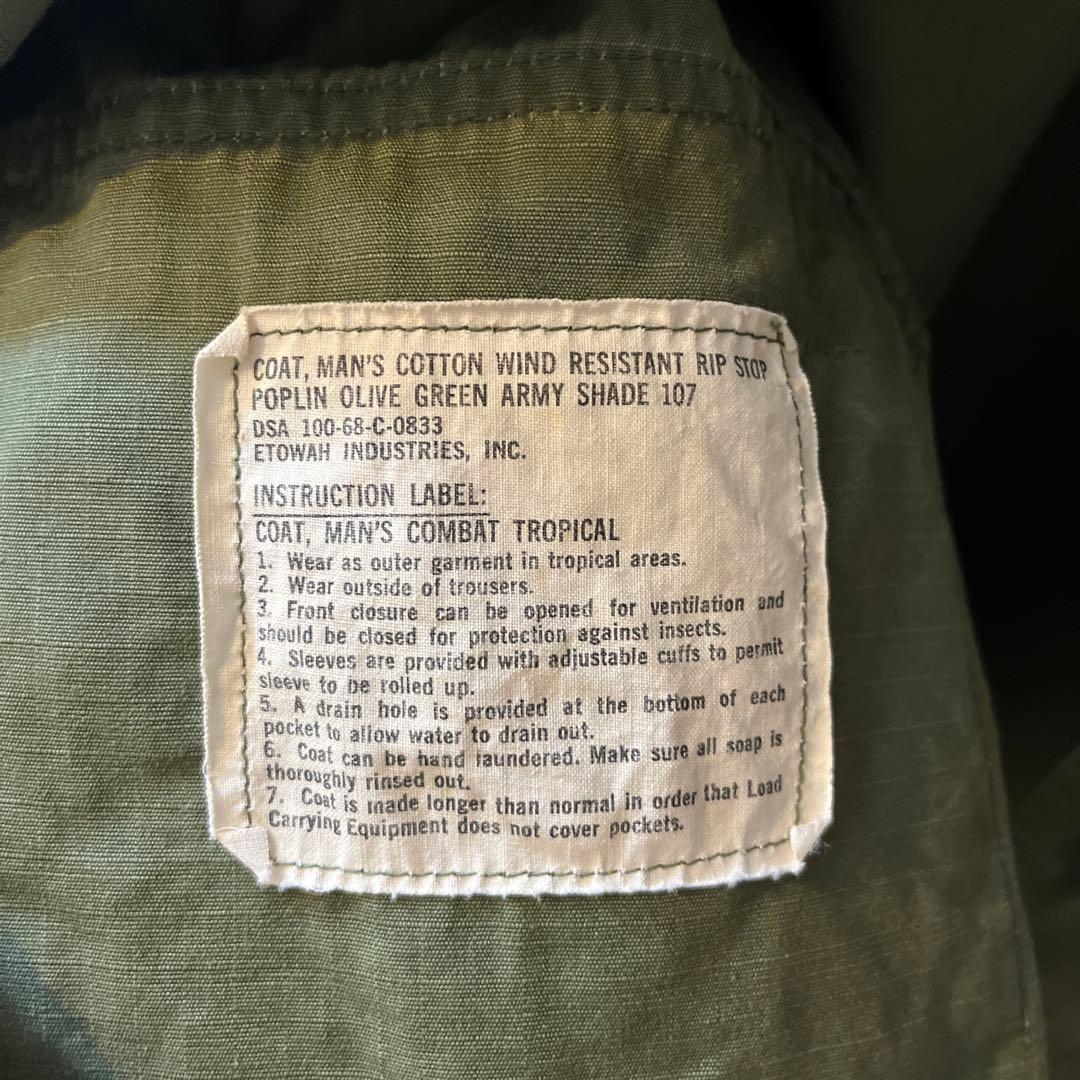 COAT, MAN'S COTTON WIND RESISTANT RIP STOP
POPLIN OLIVE GREEN ARMY SHADE 107
DSA 100-68-C-0833
ETOWAH INDUSTRIES, INC.
INSTRUCTION LABEL:
COAT, MAN'S COMBAT TROPICAL
1. Wear as outer garment in tropical areas.
2. Wear outside of trousers.
3. Front closure can be opened for ventilation and
should be closed for protection against insects.
4. Sleeves are provided with adjustable cuffs to permit
sleeve to be rolled up.
5. A drain hole is provided at the bottom of each
pocket to allow water to drain out.
6. Coat can be hand laundered. Make sure all soap is
thoroughly rinsed out.
7. Coat is made longer than normal in order that Load
Carrying Equipment does not cover pockets.